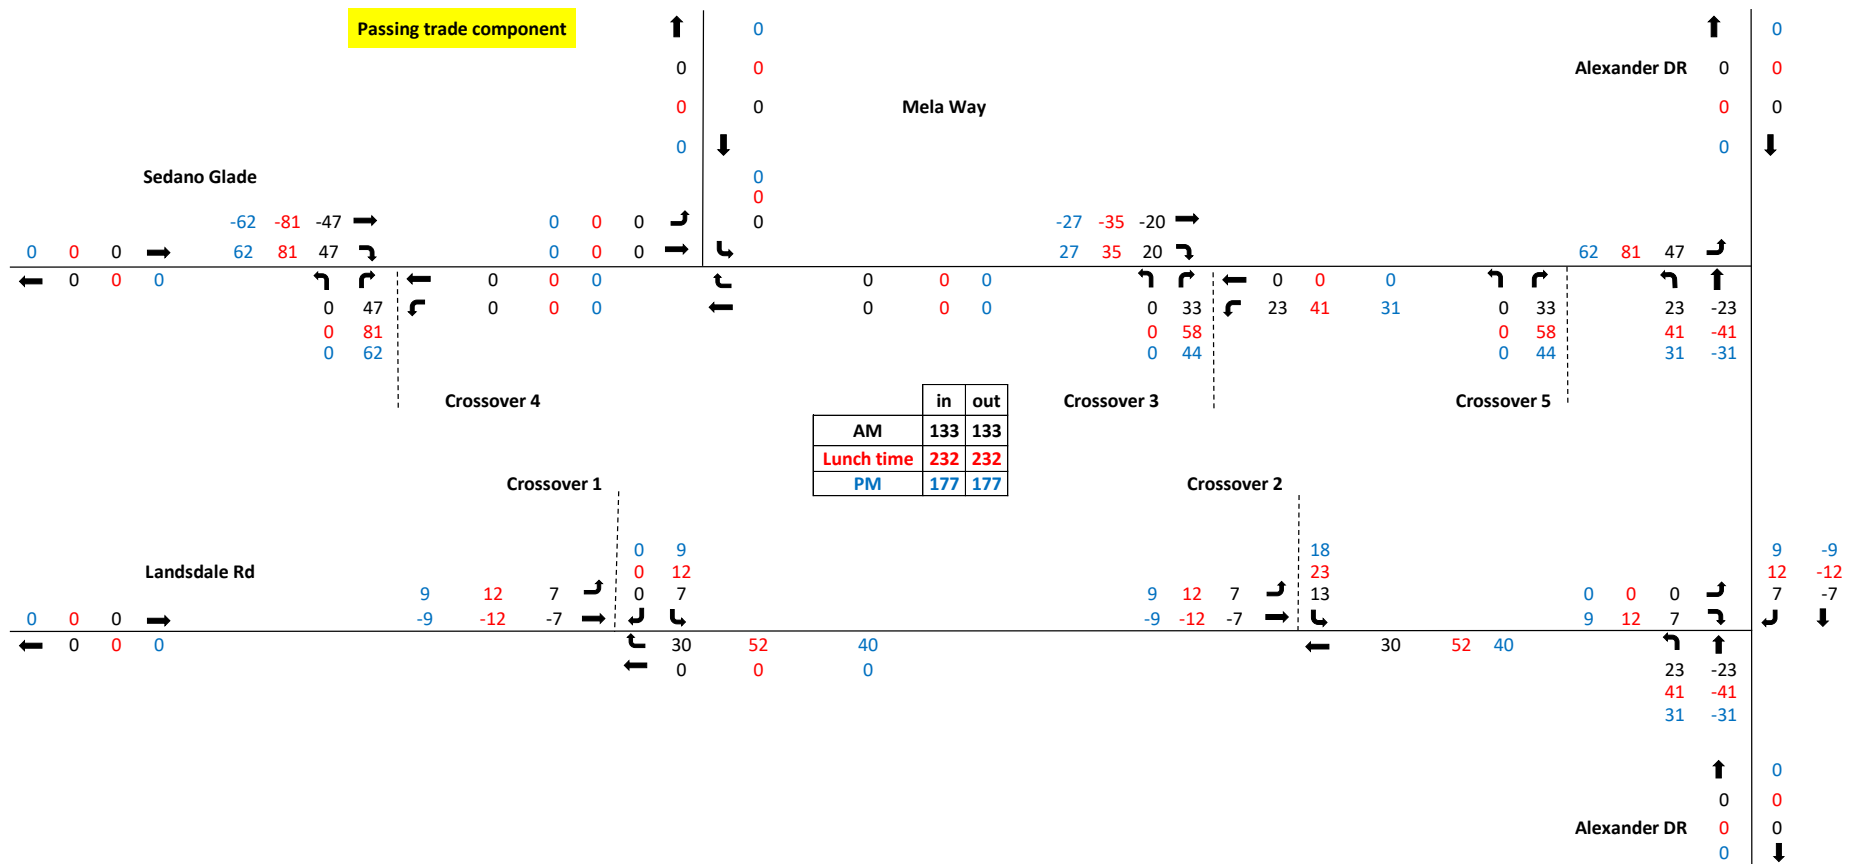 Passing trade component
0
0
0
0
Alexander DR
0
0
Mela Way
0
0
0
0
0
0
0
0
Sedano Glade
0
0
0
-62 -81 -47
0 0 0
-27 -35 -20
0 0 0
62 81 47
0 0 0
27 35 20
62 81 47
0 0 0
0 0 0
0 0 0
0 0 0
0 47
0 0 0
0 0 0
0 33
23 41 31
0 33
23 -23
0 81
0 58
0 58
41 -41
0 62
0 44
0 44
31 -31
in out
Crossover 4
Crossover 3
Crossover 5
AM 133 133
Lunch time 232 232
PM 177 177
Crossover 1
Crossover 2
0 9
18
9 -9
Landsdale Rd
0 12
23
12 -12
9 12 7
0 7
9 12 7
13
0 0 0
7 -7
0 0 0
-9 -12 -7
-9 -12 -7
9 12 7
0 0 0
30 52 40
30 52 40
0 0 0
23 -23
41 -41
31 -31
0
0 0
Alexander DR
0 0
0